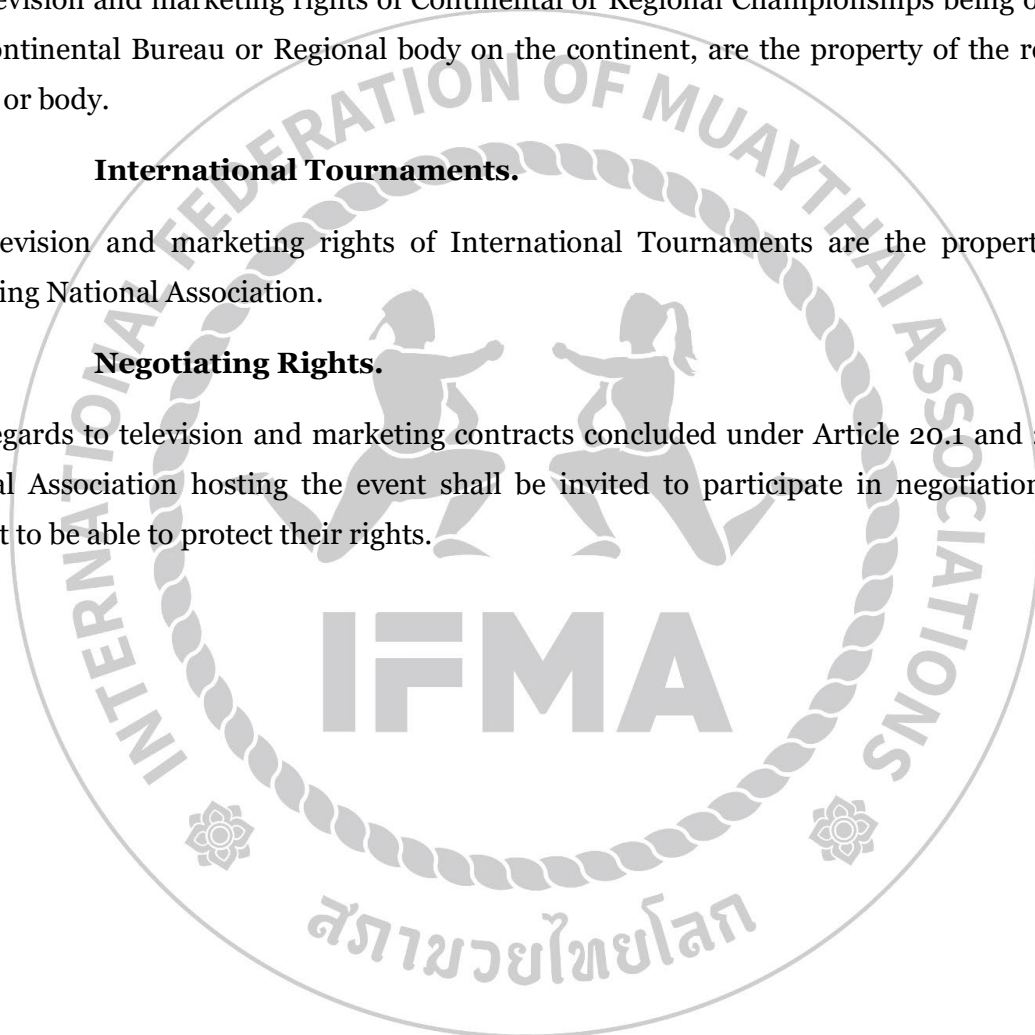 evision and marketing rights of Continental or Regional Championships being o
ontinental Bureau or Regional body on the continent, are the property of the re
or body.
International Tournaments.
evision and marketing rights of International Tournaments are the propert
ing National Association.
Negotiating Rights.
egards to television and marketing contracts concluded under Article 20.1 and
al Association hosting the event shall be invited to participate in negotiation
t to be able to protect their rights.
INTERNATIONAL FEDERATION OF MUAYTHAI ASSOCIATIONS
IFMA
สภามวยไทยโลก